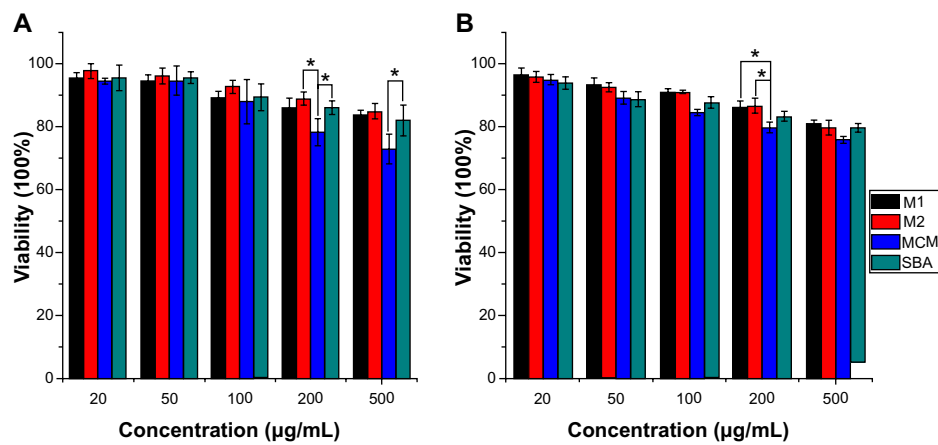 A
100
80
60
40
20
0
Viability (100%)
* * *
20 50 100 200 500
Concentration (µg/mL)
B
100
80
60
40
20
0
Viability (100%)
*
*
20 50 100 200 500
Concentration (µg/mL)
M1
M2
MCM
SBA